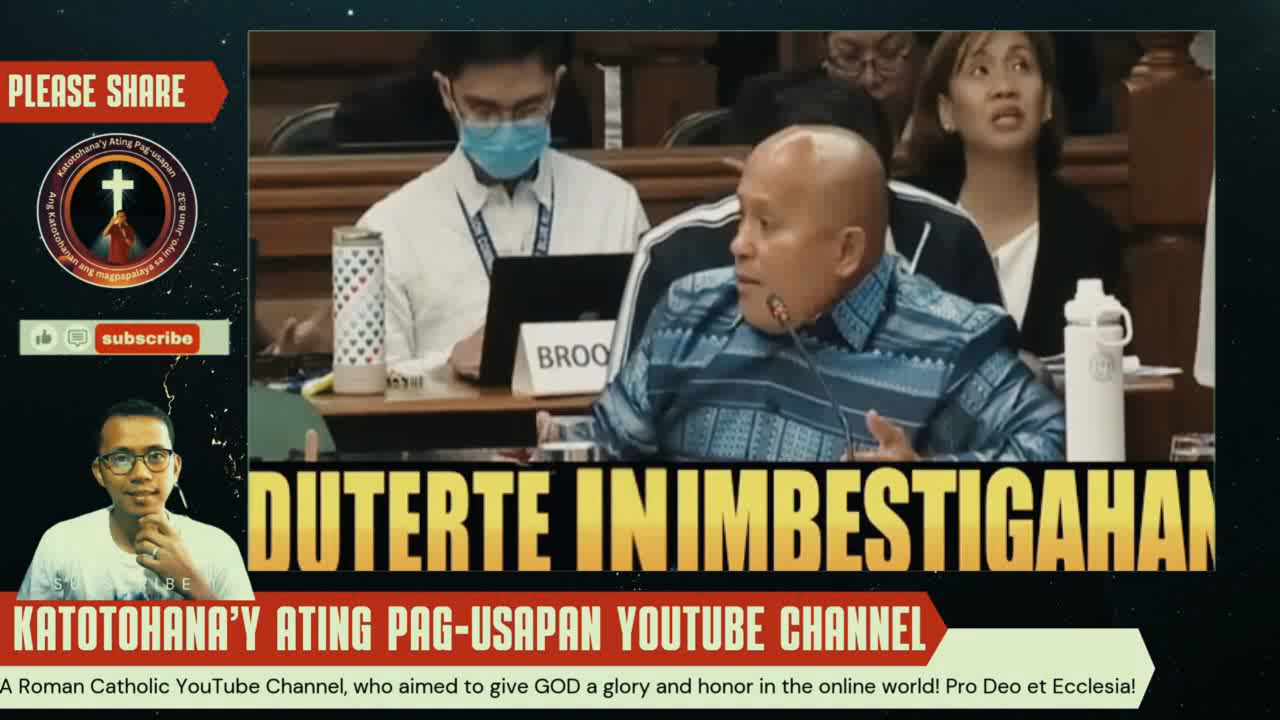 PLEASE SHARE
Katotohana'y Ating Pag-usapan
Ang Katotohanan ang magpapalaya sa inyo. Juan 8:32
subscribe
BROO
DUTERTE INIMBESTIGAHAN
SUBSCRIBE
KATOTOHANA'Y ATING PAG-USAPAN YOUTUBE CHANNEL
A Roman Catholic YouTube Channel, who aimed to give GOD a glory and honor in the online world! Pro Deo et Ecclesia!